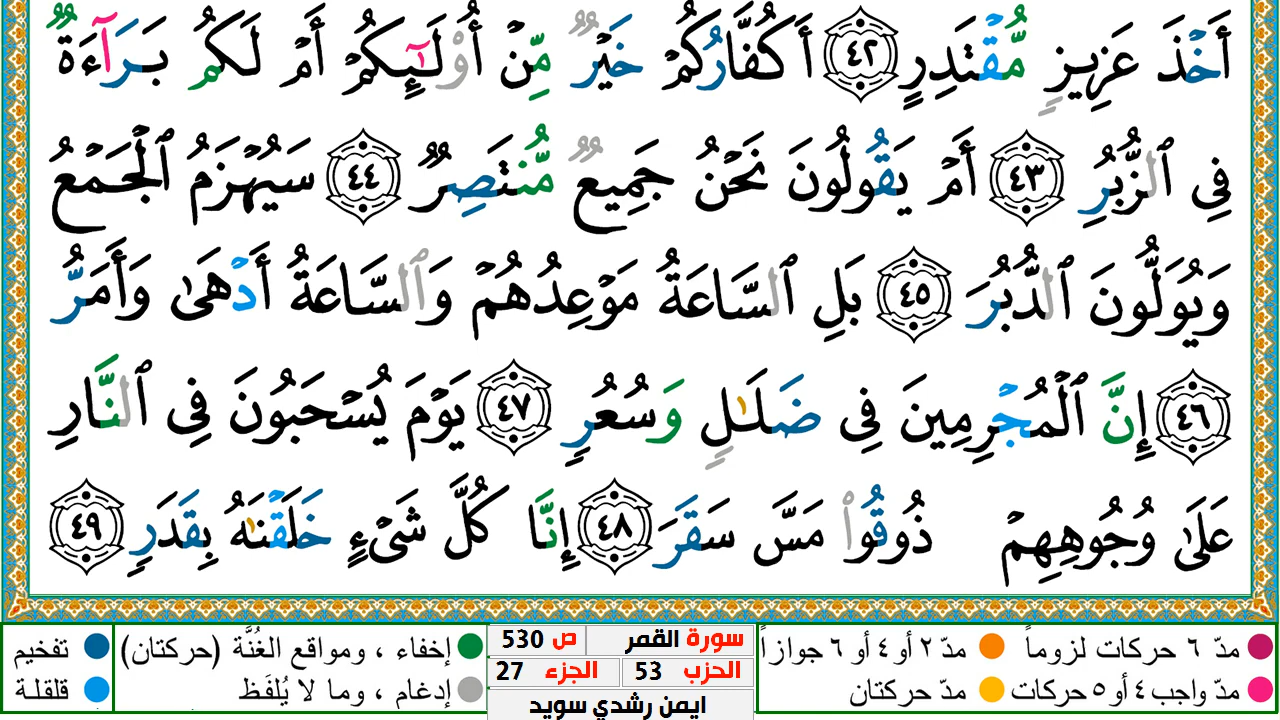 أَخْذَ عَزِيزٍ مُّقْتَدِرٍ ٤٢ أَكُفَّارُكُمْ خَيْرٌ مِّنْ أُوْلَـٰٓئِكُمْ أَمْ لَكُم بَرَآءَةٌ
فِى ٱلزُّبُرِ ٤٣ أَمْ يَقُولُونَ نَحْنُ جَمِيعٌ مُّنتَصِرٌ ٤٤ سَيُهْزَمُ ٱلْجَمْعُ
وَيُوَلُّونَ ٱلدُّبُرَ ٤٥ بَلِ ٱلسَّاعَةُ مَوْعِدُهُمْ وَٱلسَّاعَةُ أَدْهَىٰ وَأَمَرُّ
٤٦ إِنَّ ٱلْمُجْرِمِينَ فِى ضَلَـٰلٍ وَسُعُرٍ ٤٧ يَوْمَ يُسْحَبُونَ فِى ٱلنَّارِ
عَلَىٰ وُجُوهِهِمْ ذُوقُواْ مَسَّ سَقَرَ ٤٨ إِنَّا كُلَّ شَىْءٍ خَلَقْنَـٰهُ بِقَدَرٍ ٤٩
مدّ ٦ حركات لزوماً مدّ ٢ أو ٤ أو ٦ جوازاً
مدّ واجب ٤ أو ٥ حركات مدّ حركتان
سورة القمر ص 530
الحزب 53 الجزء 27
ايمن رشدي سويد
إخفاء ، ومواقع الغُنَّة (حركتان) تفخيم
إدغام ، وما لا يُلفَظ قلقلة